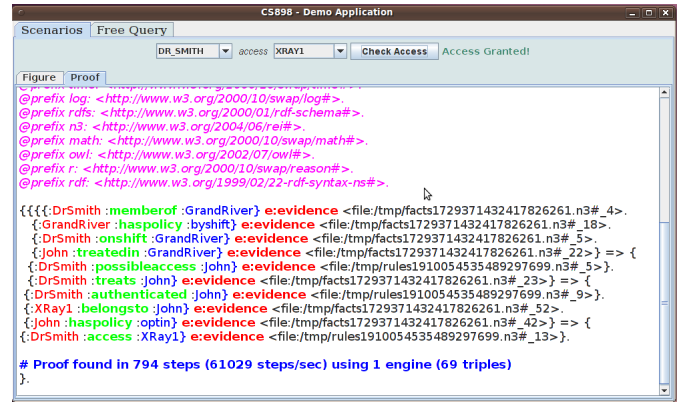 CS898 - Demo Application
Scenarios Free Query
DR_SMITH access XRAY1 Check Access Access Granted!
Figure Proof
@prefix log: <http://www.w3.org/2000/10/swap/log#>.
@prefix rdfs: <http://www.w3.org/2000/01/rdf-schema#>.
@prefix n3: <http://www.w3.org/2004/06/rei#>.
@prefix math: <http://www.w3.org/2000/10/swap/math#>.
@prefix owl: <http://www.w3.org/2002/07/owl#>.
@prefix r: <http://www.w3.org/2000/10/swap/reason#>.
@prefix rdf: <http://www.w3.org/1999/02/22-rdf-syntax-ns#>.
{{{{:DrSmith :memberof :GrandRiver} e:evidence <file:/tmp/facts1729371432417826261.n3#_4>.
{:GrandRiver :haspolicy :byshift} e:evidence <file:/tmp/facts1729371432417826261.n3#_18>.
{:DrSmith :onshift :GrandRiver} e:evidence <file:/tmp/facts1729371432417826261.n3#_5>.
{:John :treatedin :GrandRiver} e:evidence <file:/tmp/facts1729371432417826261.n3#_22>} => {
{:DrSmith :possibleaccess :John} e:evidence <file:/tmp/rules1910054535489297699.n3#_5>}.
{:DrSmith :treats :John} e:evidence <file:/tmp/facts1729371432417826261.n3#_23>} => {
{:DrSmith :authenticated :John} e:evidence <file:/tmp/rules1910054535489297699.n3#_9>}.
{:XRay1 :belongsto :John} e:evidence <file:/tmp/facts1729371432417826261.n3#_52>.
{:John :haspolicy :optin} e:evidence <file:/tmp/facts1729371432417826261.n3#_42>} => {
{:DrSmith :access :XRay1} e:evidence <file:/tmp/rules1910054535489297699.n3#_13>}.
# Proof found in 794 steps (61029 steps/sec) using 1 engine (69 triples)
}.